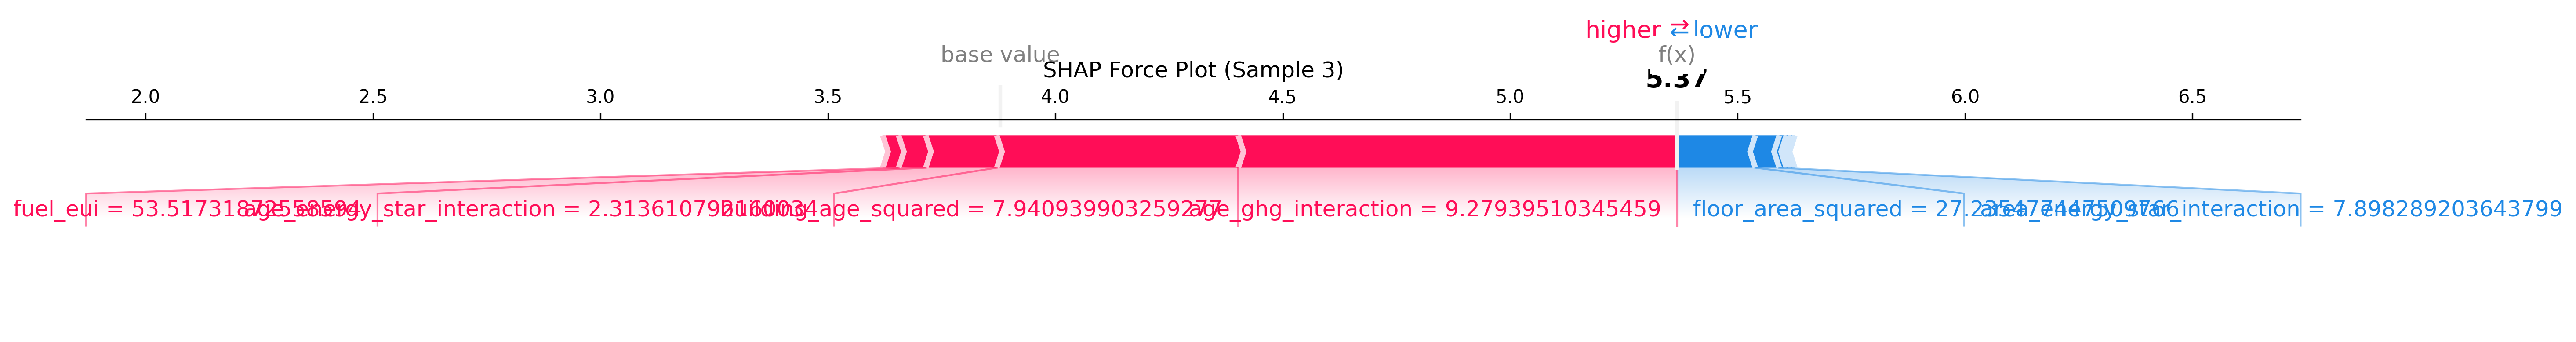 higher ⇄ lower
base value
f(x)
SHAP Force Plot (Sample 3)
5.37
2.0 2.5 3.0 3.5 4.0 4.5 5.0 5.5 6.0 6.5
fuel_eui = 53.51731872558594 age_energy_star_interaction = 2.313610792160034 building_age_squared = 7.940939903259277 age_ghg_interaction = 9.27939510345459 floor_area_squared = 27.235477447509766 area_energy_star_interaction = 7.898289203643799